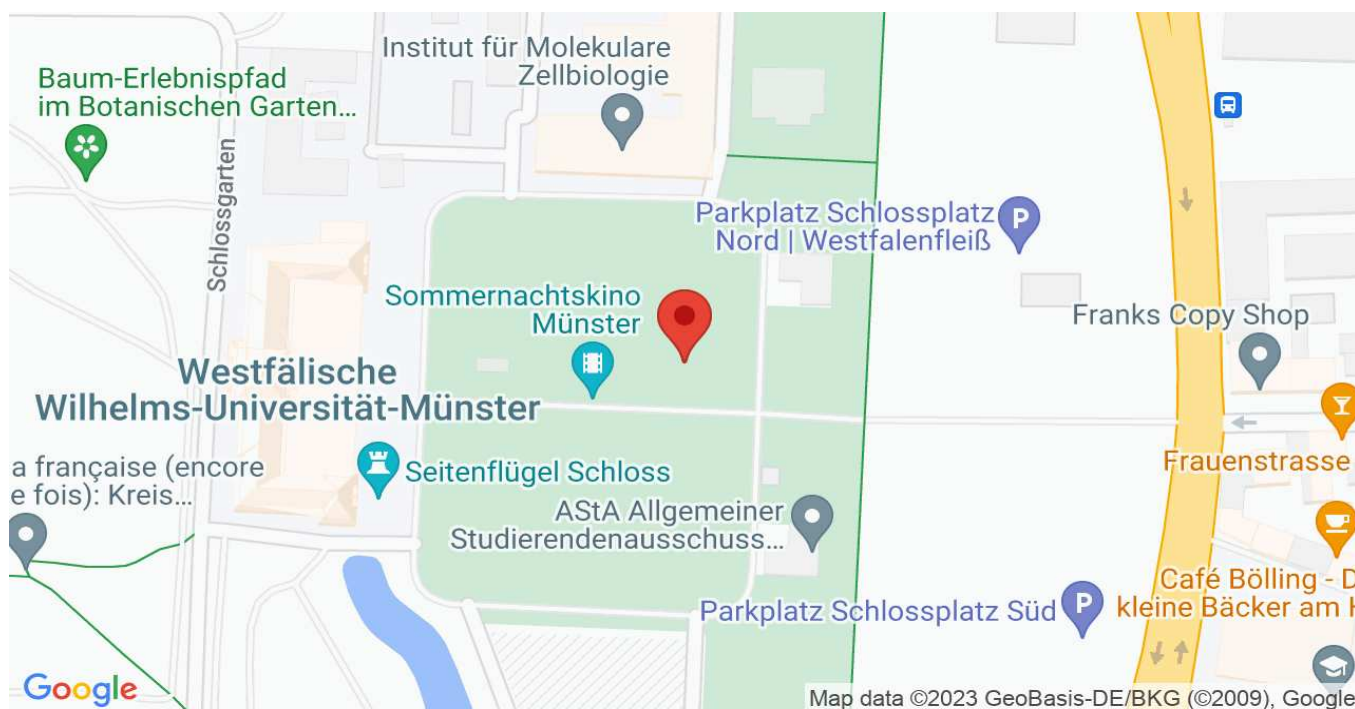 Institut für Molekulare
Zellbiologie
Baum-Erlebnispfad
im Botanischen Garten...
Schlossgarten
Parkplatz Schlossplatz
Nord | Westfalenfleiß
P
Sommernachtskino
Münster
Franks Copy Shop
Westfälische
Wilhelms-Universität-Münster
a française (encore
e fois): Kreis...
Seitenflügel Schloss
Frauenstrasse
AStA Allgemeiner
Studierendenausschuss...
Parkplatz Schlossplatz Süd
P
Café Bölling - D
kleine Bäcker am H
Google
Map data ©2023 GeoBasis-DE/BKG (©2009), Google